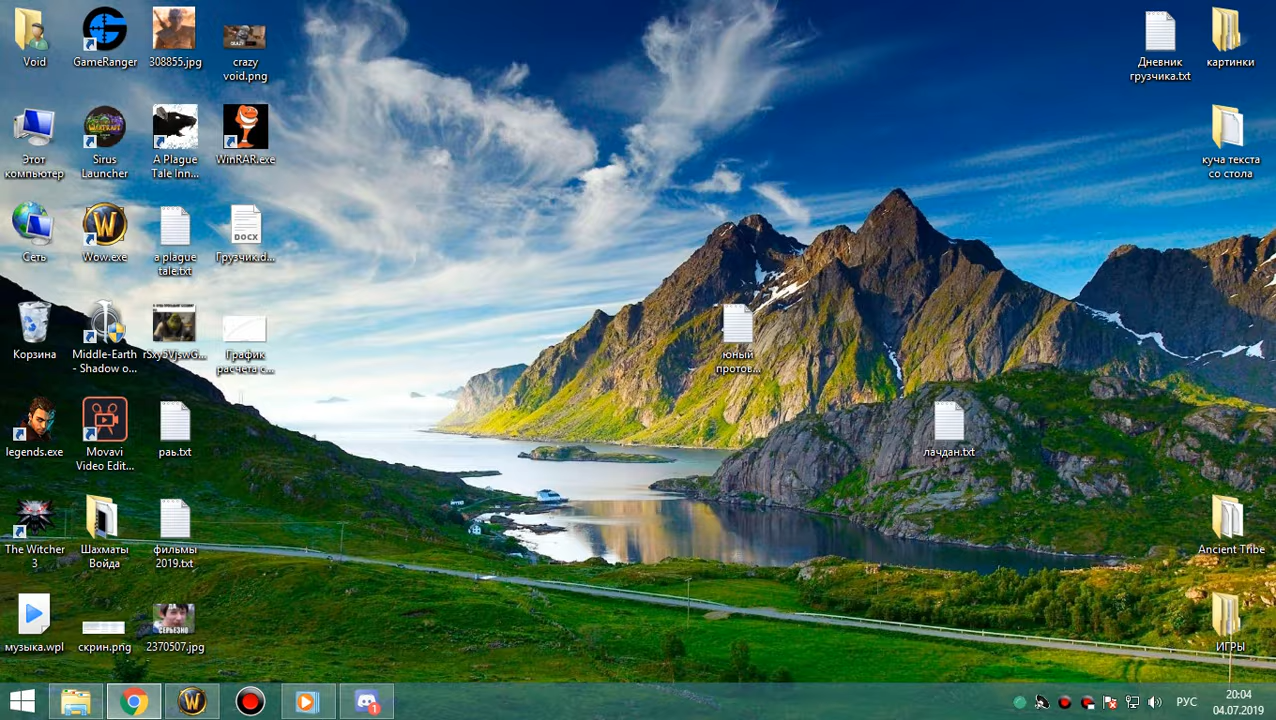 Void
GameRanger
308855.jpg
crazy
void.png
Этот
компьютер
Sirus
Launcher
A Plague
Tale Inn...
WinRAR.exe
Сеть
Wow.exe
a plague
tale.txt
DOCX
Грузчик.d...
Корзина
Middle-Earth
- Shadow o...
rSxy5VjswG...
График
расчета с...
legends.exe
Movavi
Video Edit...
раь.txt
The Witcher
3
Шахматы
Войда
фильмы
2019.txt
музыка.wpl
скрин.png
ДА
СЕРЬЕЗНО
2370507.jpg
юный
протов...
лачдан.txt
Дневник
грузчика.txt
картинки
куча текста
со стола
Ancient Tribe
ИГРЫ
1
РУС
20:04
04.07.2019